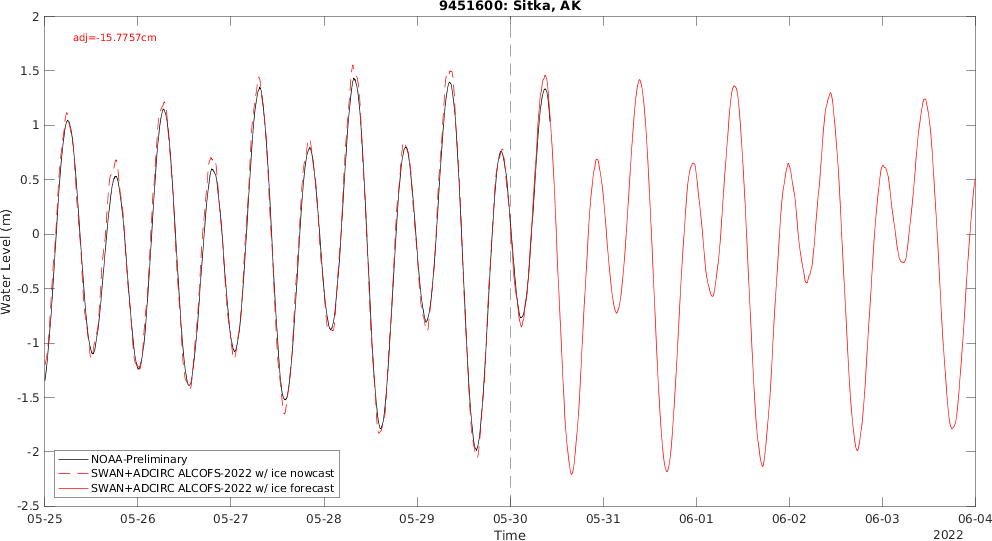 9451600: Sitka, AK
adj=-15.7757cm
Water Level (m)
2
1.5
1
0.5
0
-0.5
-1
-1.5
-2
-2.5
NOAA-Preliminary
SWAN+ADCIRC ALCOFS-2022 w/ ice nowcast
SWAN+ADCIRC ALCOFS-2022 w/ ice forecast
05-25 05-26 05-27 05-28 05-29 05-30 05-31 06-01 06-02 06-03 06-04
Time
2022